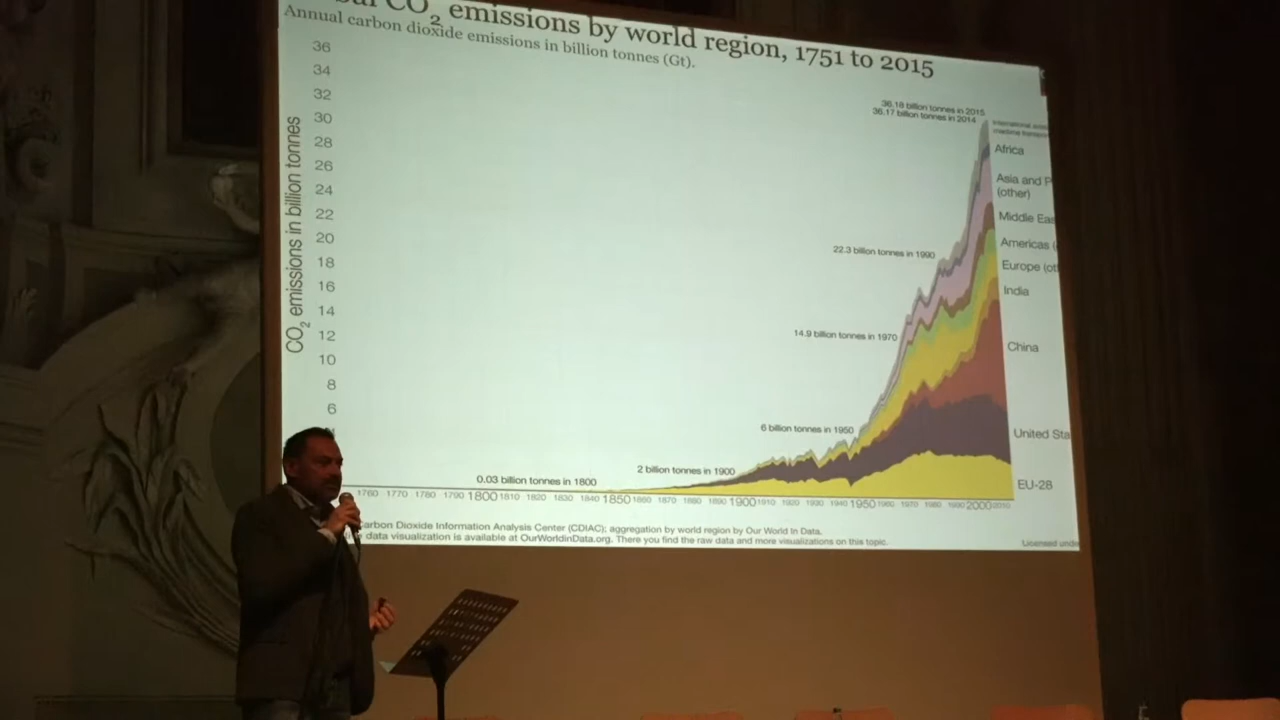 CO2 emissions by world region, 1751 to 2015
Annual carbon dioxide emissions in billion tonnes (Gt).
CO2 emissions in billion tonnes
36
34
32
30
28
26
24
22
20
18
16
14
12
10
8
6
36.18 billion tonnes in 2015
36.17 billion tonnes in 2014
22.3 billion tonnes in 1990
14.9 billion tonnes in 1970
6 billion tonnes in 1950
2 billion tonnes in 1900
0.03 billion tonnes in 1800
International
Africa
Asia and P
(other)
Middle Eas
Americas (
Europe (ot
India
China
United Sta
EU-28
1760 1770 1780 1790 1800 1810 1820 1830 1840 1850 1860 1870 1880 1890 1900 1910 1920 1930 1940 1950 1960 1970 1980 1990 2000 2010
arbon Dioxide Information Analysis Center (CDIAC); aggregation by world region by Our World In Data.
data visualization is available at OurWorldinData.org. There you find the raw data and more visualizations on this topic.
Licensed unde